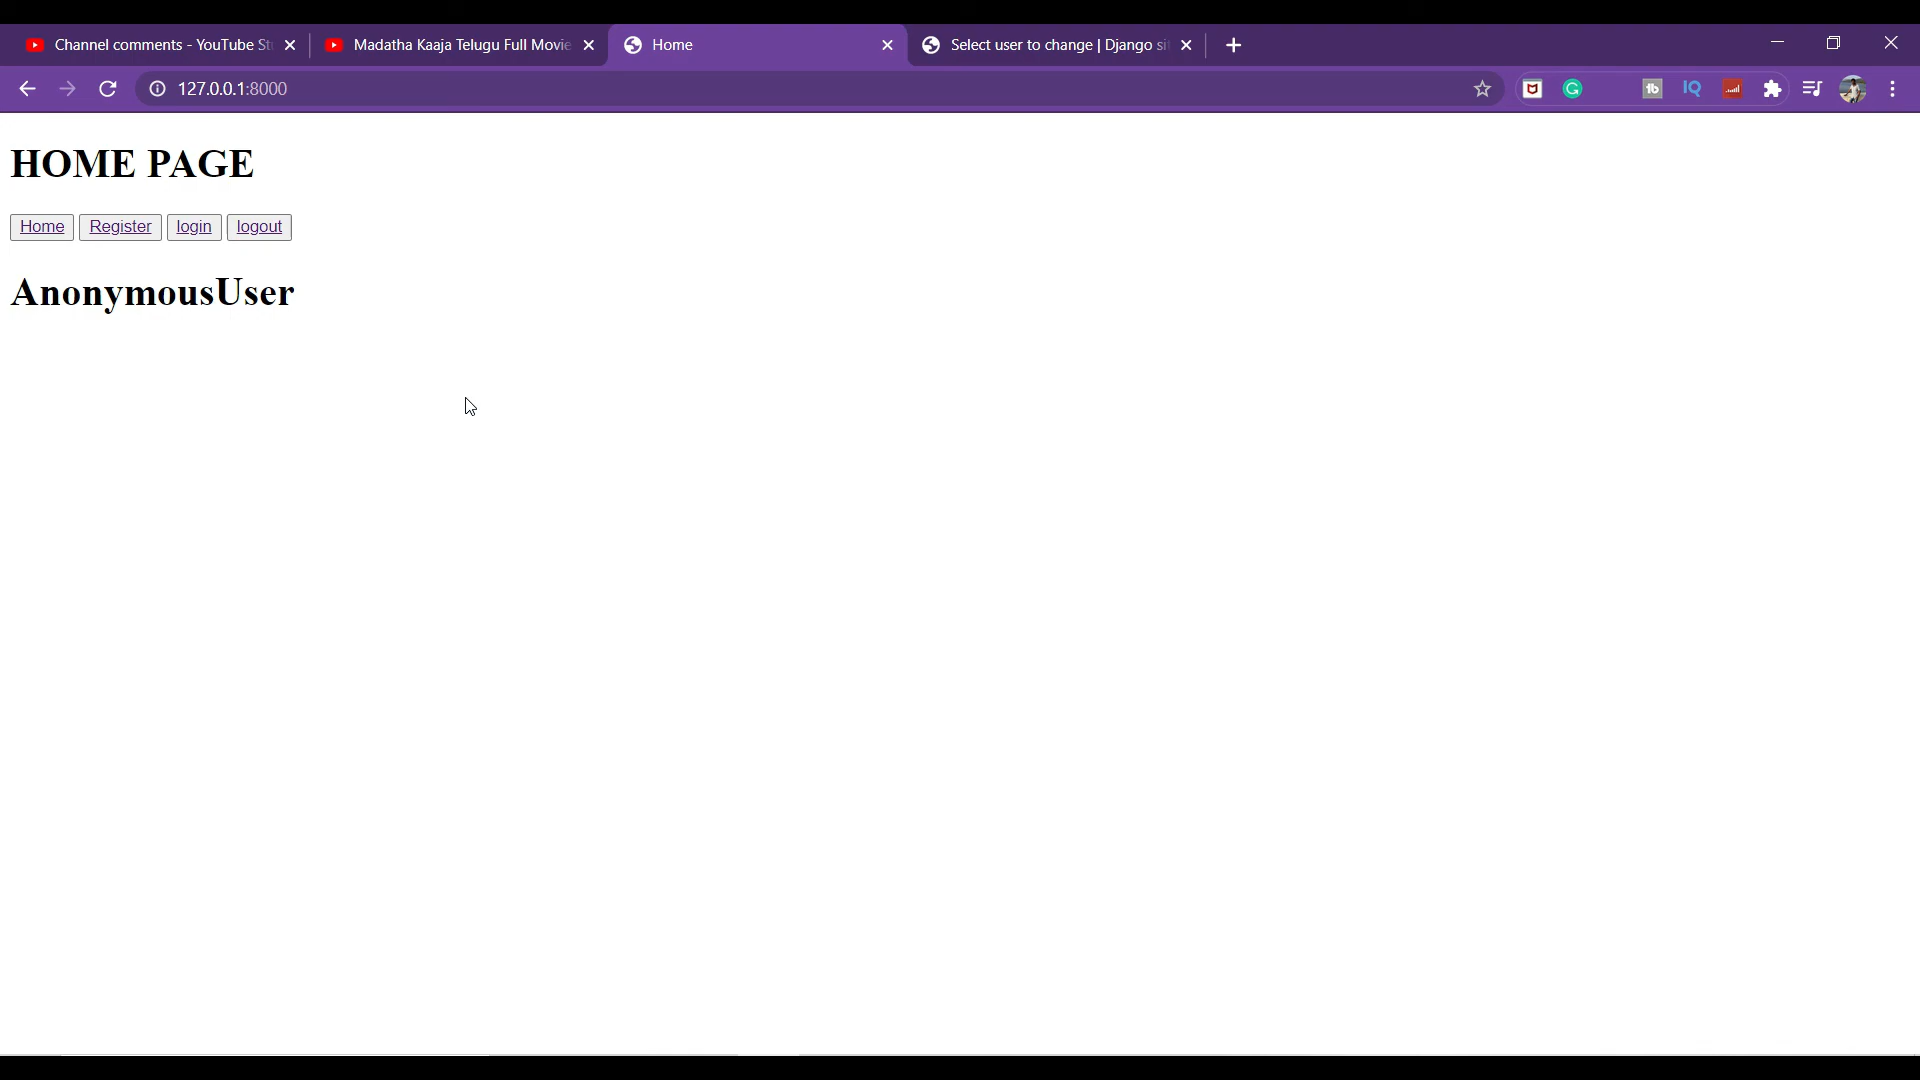 Channel comments - YouTube St
Madatha Kaaja Telugu Full Movie
Home
Select user to change | Django si
127.0.0.1:8000
HOME PAGE
Home Register login logout
AnonymousUser